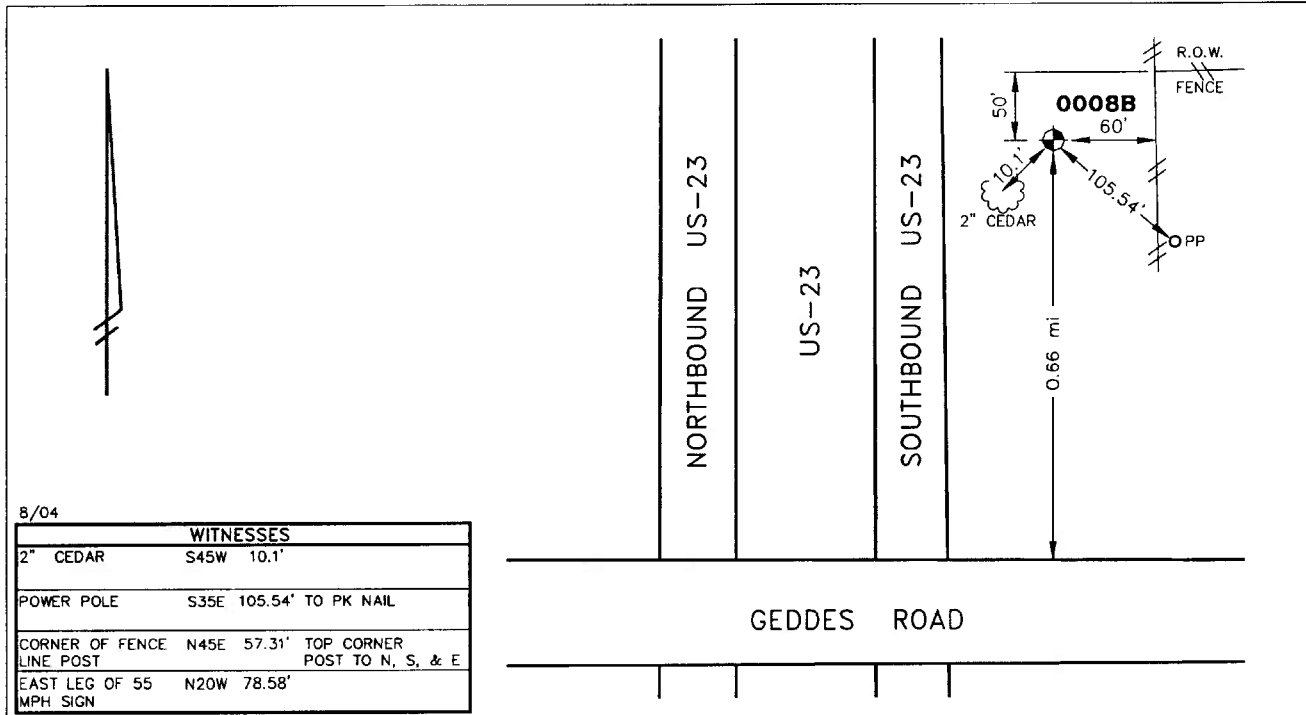 R.O.W.
FENCE
50'
0008B
60'
10.1'
105.54'
2" CEDAR
PP
NORTHBOUND US-23
US-23
SOUTHBOUND US-23
0.66 mi
GEDDES ROAD
8/04
WITNESSES
2" CEDAR S45W 10.1'
POWER POLE S35E 105.54' TO PK NAIL
CORNER OF FENCE N45E 57.31' TOP CORNER
LINE POST POST TO N, S, & E
EAST LEG OF 55 N20W 78.58'
MPH SIGN